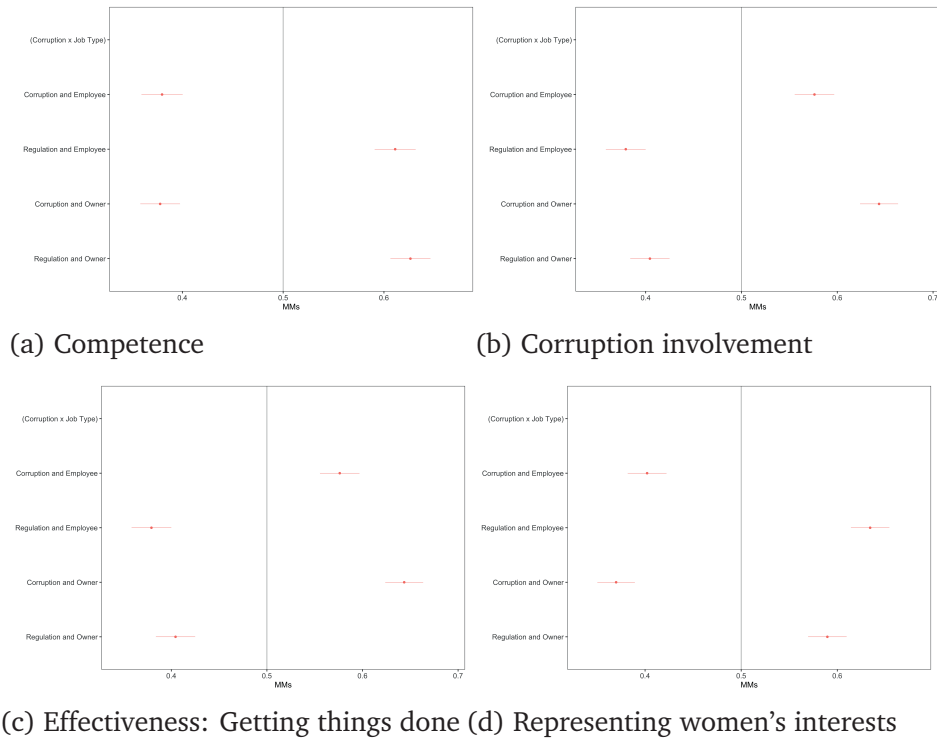 (Corruption x Job Type)
Corruption and Employee
Regulation and Employee
Corruption and Owner
Regulation and Owner
0.4 0.5 0.6
MMs
(a) Competence
(Corruption x Job Type)
Corruption and Employee
Regulation and Employee
Corruption and Owner
Regulation and Owner
0.4 0.5 0.6 0.7
MMs
(b) Corruption involvement
(Corruption x Job Type)
Corruption and Employee
Regulation and Employee
Corruption and Owner
Regulation and Owner
0.4 0.5 0.6 0.7
MMs
(c) Effectiveness: Getting things done
(Corruption x Job Type)
Corruption and Employee
Regulation and Employee
Corruption and Owner
Regulation and Owner
0.4 0.5 0.6
MMs
(d) Representing women's interests